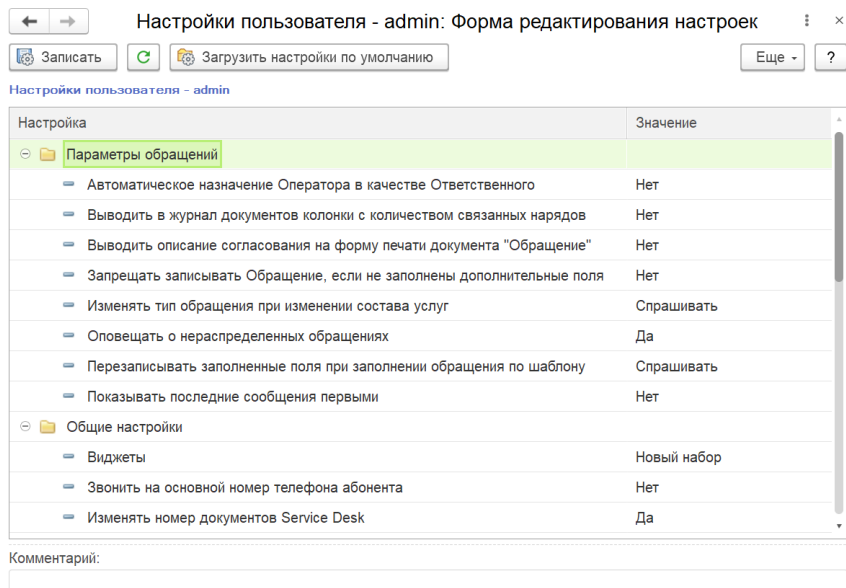 Настройки пользователя - admin: Форма редактирования настроек
Записать Загрузить настройки по умолчанию Еще ?
Настройки пользователя - admin
Настройка Значение
Параметры обращений
Автоматическое назначение Оператора в качестве Ответственного Нет
Выводить в журнал документов колонки с количеством связанных нарядов Нет
Выводить описание согласования на форму печати документа "Обращение" Нет
Запрещать записывать Обращение, если не заполнены дополнительные поля Нет
Изменять тип обращения при изменении состава услуг Спрашивать
Оповещать о нераспределенных обращениях Да
Перезаписывать заполненные поля при заполнении обращения по шаблону Спрашивать
Показывать последние сообщения первыми Нет
Общие настройки
Виджеты Новый набор
Звонить на основной номер телефона абонента Нет
Изменять номер документов Service Desk Да
Комментарий: